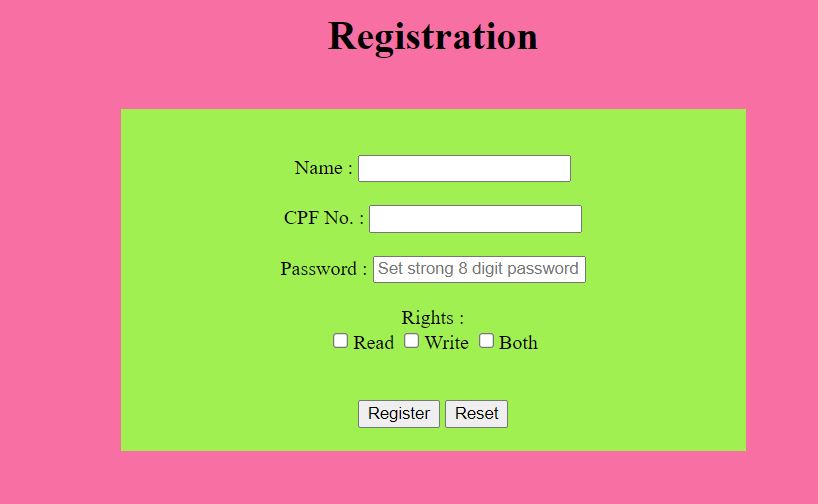 Registration
Name :
CPF No. :
Password : Set strong 8 digit password
Rights :
Read Write Both
Register Reset